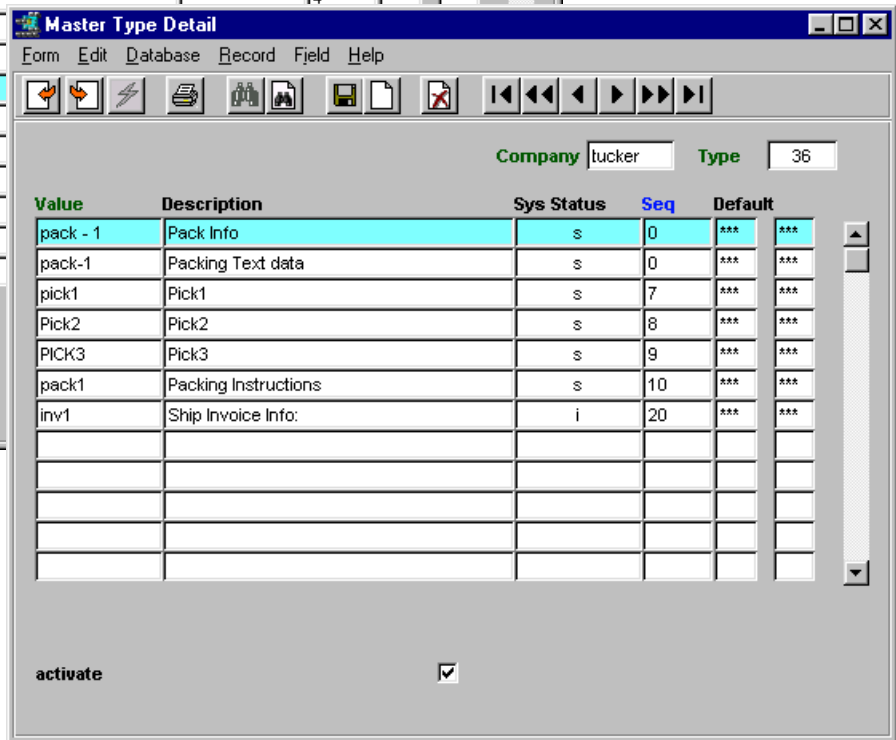 Master Type Detail
Form Edit Database Record Field Help
Company tucker Type 36
Value Description Sys Status Seq Default
pack - 1 Pack Info s 0 *** ***
pack-1 Packing Text data s 0 *** ***
pick1 Pick1 s 7 *** ***
Pick2 Pick2 s 8 *** ***
PICK3 Pick3 s 9 *** ***
pack1 Packing Instructions s 10 *** ***
inv1 Ship Invoice Info: i 20 *** ***
activate